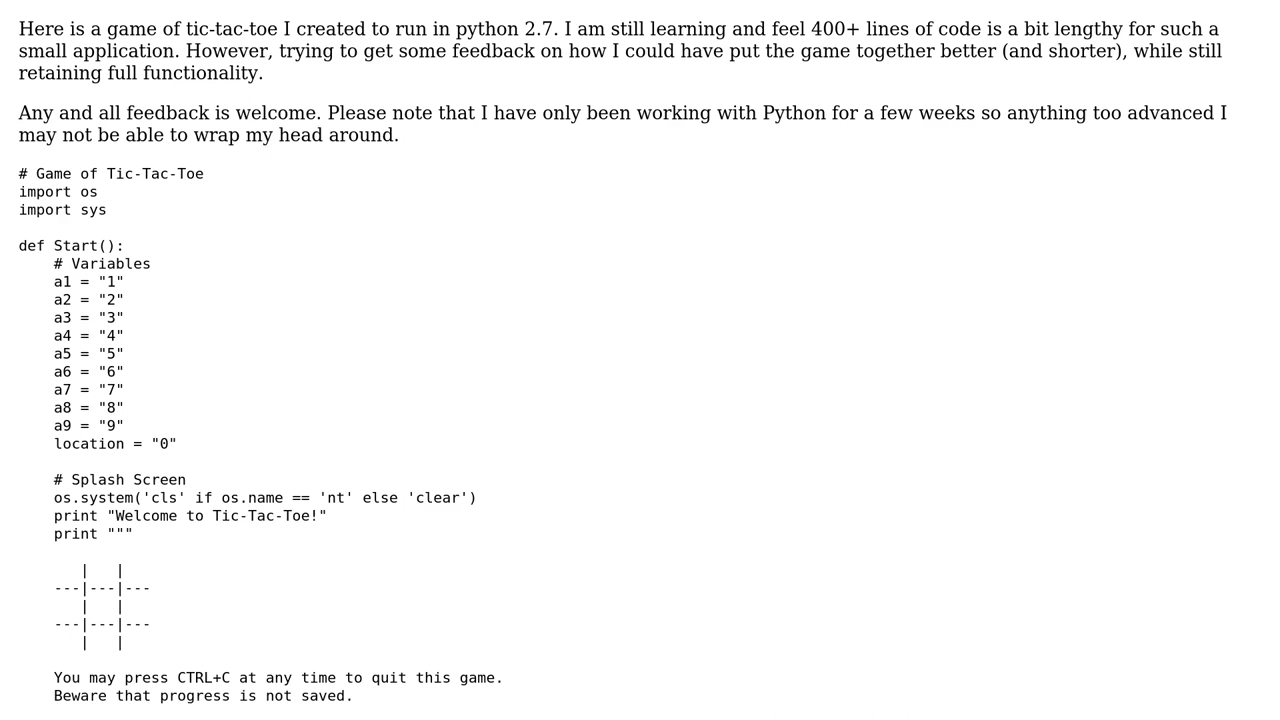 Here is a game of tic-tac-toe I created to run in python 2.7. I am still learning and feel 400+ lines of code is a bit lengthy for such a
small application. However, trying to get some feedback on how I could have put the game together better (and shorter), while still
retaining full functionality.
Any and all feedback is welcome. Please note that I have only been working with Python for a few weeks so anything too advanced I
may not be able to wrap my head around.
# Game of Tic-Tac-Toe
import os
import sys
def Start():
    # Variables
    a1 = "1"
    a2 = "2"
    a3 = "3"
    a4 = "4"
    a5 = "5"
    a6 = "6"
    a7 = "7"
    a8 = "8"
    a9 = "9"
    location = "0"
    # Splash Screen
    os.system('cls' if os.name == 'nt' else 'clear')
    print "Welcome to Tic-Tac-Toe!"
    print """
       |   |
    ---|---|---
       |   |
    ---|---|---
       |   |
    You may press CTRL+C at any time to quit this game.
    Beware that progress is not saved.